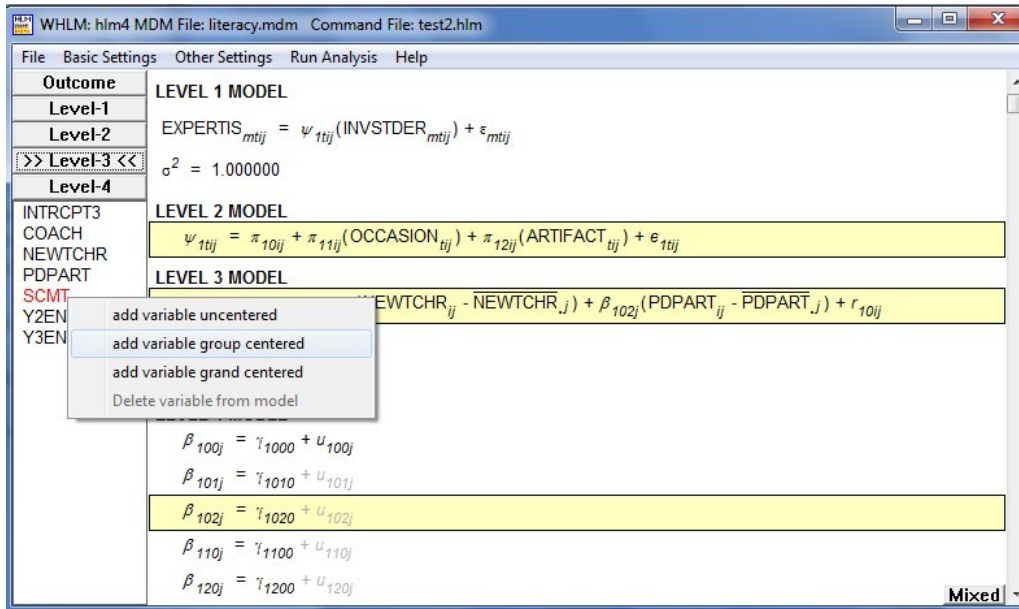 WHLM: hlm4 MDM File: literacy.mdm Command File: test2.hlm
File Basic Settings Other Settings Run Analysis Help
Outcome
Level-1
Level-2
>> Level-3 <<
Level-4
INTRCPT3
COACH
NEWTCHR
PDPART
SCMT
Y2EN
Y3EN
add variable uncentered
add variable group centered
add variable grand centered
Delete variable from model
LEVEL 1 MODEL
EXPERTIS_mtij = ψ_1tij(INVSTDER_mtij) + ε_mtij
σ² = 1.000000
LEVEL 2 MODEL
ψ_1tij = π_10ij + π_11ij(OCCASION_tij) + π_12ij(ARTIFACT_tij) + e_1tij
LEVEL 3 MODEL
EWTCHR_ij - N̅E̅W̅T̅C̅H̅R̅_.j) + β_102j(PDPART_ij - P̅D̅P̅A̅R̅T̅_.j) + r_10ij
β_100j = γ_1000 + u_100j
β_101j = γ_1010 + u_101j
β_102j = γ_1020 + u_102j
β_110j = γ_1100 + u_110j
β_120j = γ_1200 + u_120j
Mixed